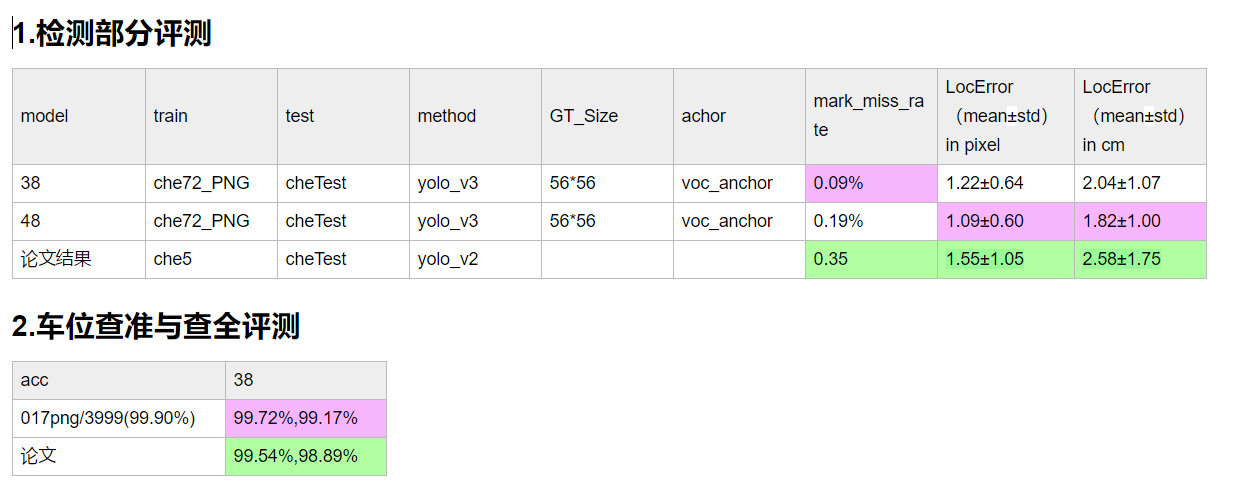 1.检测部分评测
model train test method GT_Size achor mark_miss_rate LocError（mean±std）in pixel LocError（mean±std）in cm
38 che72_PNG cheTest yolo_v3 56*56 voc_anchor 0.09% 1.22±0.64 2.04±1.07
48 che72_PNG cheTest yolo_v3 56*56 voc_anchor 0.19% 1.09±0.60 1.82±1.00
论文结果 che5 cheTest yolo_v2 0.35 1.55±1.05 2.58±1.75
2.车位查准与查全评测
acc 38
017png/3999(99.90%) 99.72%,99.17%
论文 99.54%,98.89%